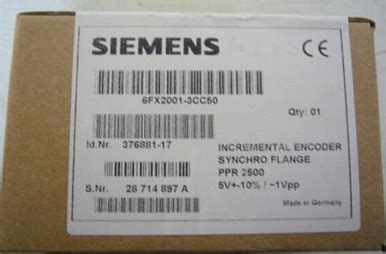 SIEMENS
CE
6FX2001-3CC50
Qty: 01
Id.Nr. 376881-17
INCREMENTAL ENCODER
SYNCHRO FLANGE
PPR 2500
5V+-10% / ~1Vpp
S.Nr. 28 714 897 A
Made in Germany